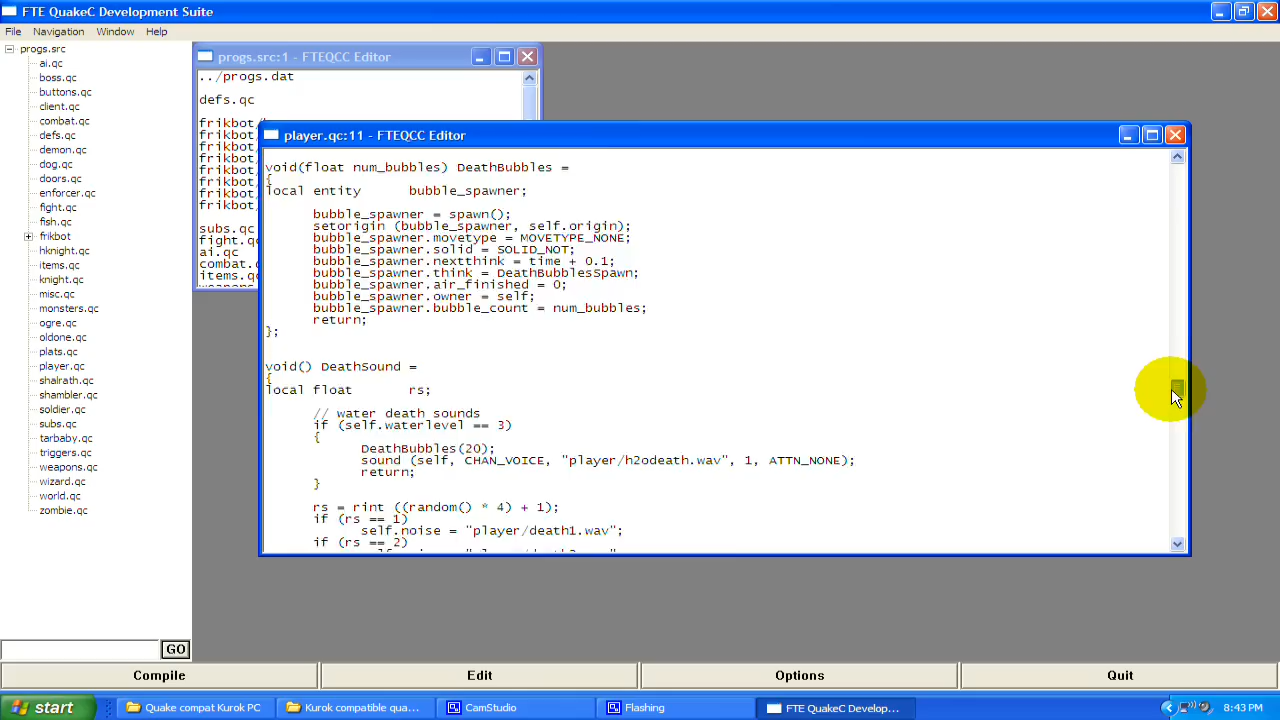 FTE QuakeC Development Suite
File Navigation Window Help
progs.src
ai.qc
boss.qc
buttons.qc
client.qc
combat.qc
defs.qc
demon.qc
dog.qc
doors.qc
enforcer.qc
fight.qc
fish.qc
frikbot
hknight.qc
items.qc
knight.qc
misc.qc
monsters.qc
ogre.qc
oldone.qc
plats.qc
player.qc
shalrath.qc
shambler.qc
soldier.qc
subs.qc
tarbaby.qc
triggers.qc
weapons.qc
wizard.qc
world.qc
zombie.qc
GO
progs.src:1 - FTEQCC Editor
../progs.dat
defs.qc
frikbot/
frikbot/
frikbot/
frikbot/
frikbot/
frikbot/
frikbot/
frikbot/
subs.qc
fight.qc
ai.qc
combat.
items.qc
player.qc:11 - FTEQCC Editor
void(float num_bubbles) DeathBubbles =
{
local entity bubble_spawner;
bubble_spawner = spawn();
setorigin (bubble_spawner, self.origin);
bubble_spawner.movetype = MOVETYPE_NONE;
bubble_spawner.solid = SOLID_NOT;
bubble_spawner.nextthink = time + 0.1;
bubble_spawner.think = DeathBubblesSpawn;
bubble_spawner.air_finished = 0;
bubble_spawner.owner = self;
bubble_spawner.bubble_count = num_bubbles;
return;
};
void() DeathSound =
{
local float rs;
// water death sounds
if (self.waterlevel == 3)
{
DeathBubbles(20);
sound (self, CHAN_VOICE, "player/h2odeath.wav", 1, ATTN_NONE);
return;
}
rs = rint ((random() * 4) + 1);
if (rs == 1)
self.noise = "player/death1.wav";
if (rs == 2)
Compile Edit Options Quit
start Quake compat Kurok PC Kurok compatible qua... CamStudio Flashing FTE QuakeC Develop... 8:43 PM